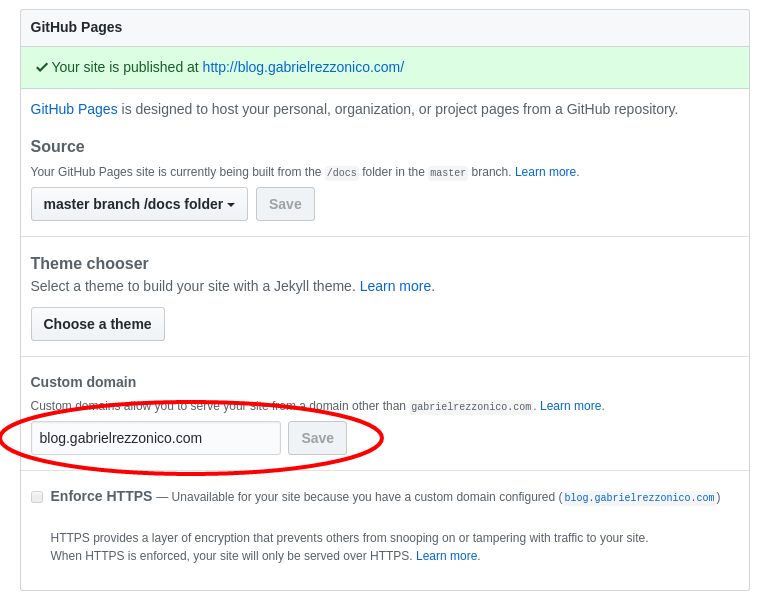 GitHub Pages
Your site is published at http://blog.gabrielrezzonico.com/
GitHub Pages is designed to host your personal, organization, or project pages from a GitHub repository.
Source
Your GitHub Pages site is currently being built from the /docs folder in the master branch. Learn more.
master branch /docs folder Save
Theme chooser
Select a theme to build your site with a Jekyll theme. Learn more.
Choose a theme
Custom domain
Custom domains allow you to serve your site from a domain other than gabrielrezzonico.com. Learn more.
blog.gabrielrezzonico.com Save
Enforce HTTPS — Unavailable for your site because you have a custom domain configured (blog.gabrielrezzonico.com)
HTTPS provides a layer of encryption that prevents others from snooping on or tampering with traffic to your site.
When HTTPS is enforced, your site will only be served over HTTPS. Learn more.